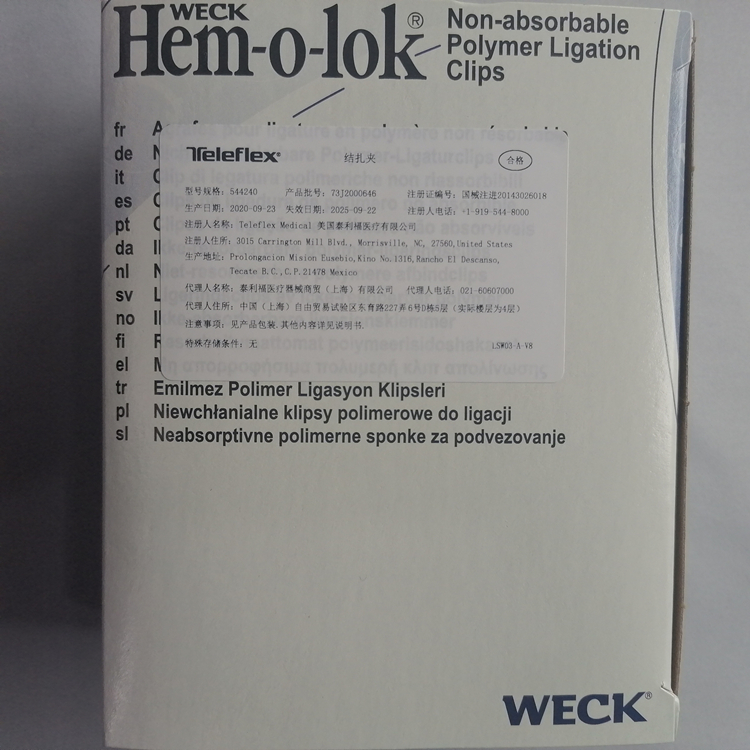 WECK
Hem-o-lok®
Non-absorbable
Polymer Ligation
Clips
fr
de
it
es
pt
da
nl
sv
no
fi
el
Teleflex® 结扎夹 合格
型号规格：544240 产品批号：73J2000646 注册证编号：国械注进20143026018
生产日期：2020-09-23 失效日期：2025-09-22 注册人电话：+1-919-544-8000
注册人名称：Teleflex Medical 美国泰利福医疗有限公司
注册人住所：3015 Carrington Mill Blvd., Morrisville, NC, 27560,United States
生产地址：Prolongacion Mision Eusebio,Kino No.1316,Rancho El Descanso,
Tecate B.C.,C.P.21478 Mexico
代理人名称：泰利福医疗器械商贸（上海）有限公司 代理人电话：021-60607000
代理人住所：中国（上海）自由贸易试验区东育路227弄6号D栋5层（实际楼层为4层）
注意事项：见产品包装.其他内容详见说明书.
特殊存储条件：无 LSW03 A-V8
tr Emilmez Polimer Ligasyon Klipsleri
pl Niewchłanialne klipsy polimerowe do ligacji
sl Neabsorptivne polimerne sponke za podvezovanje
WECK®